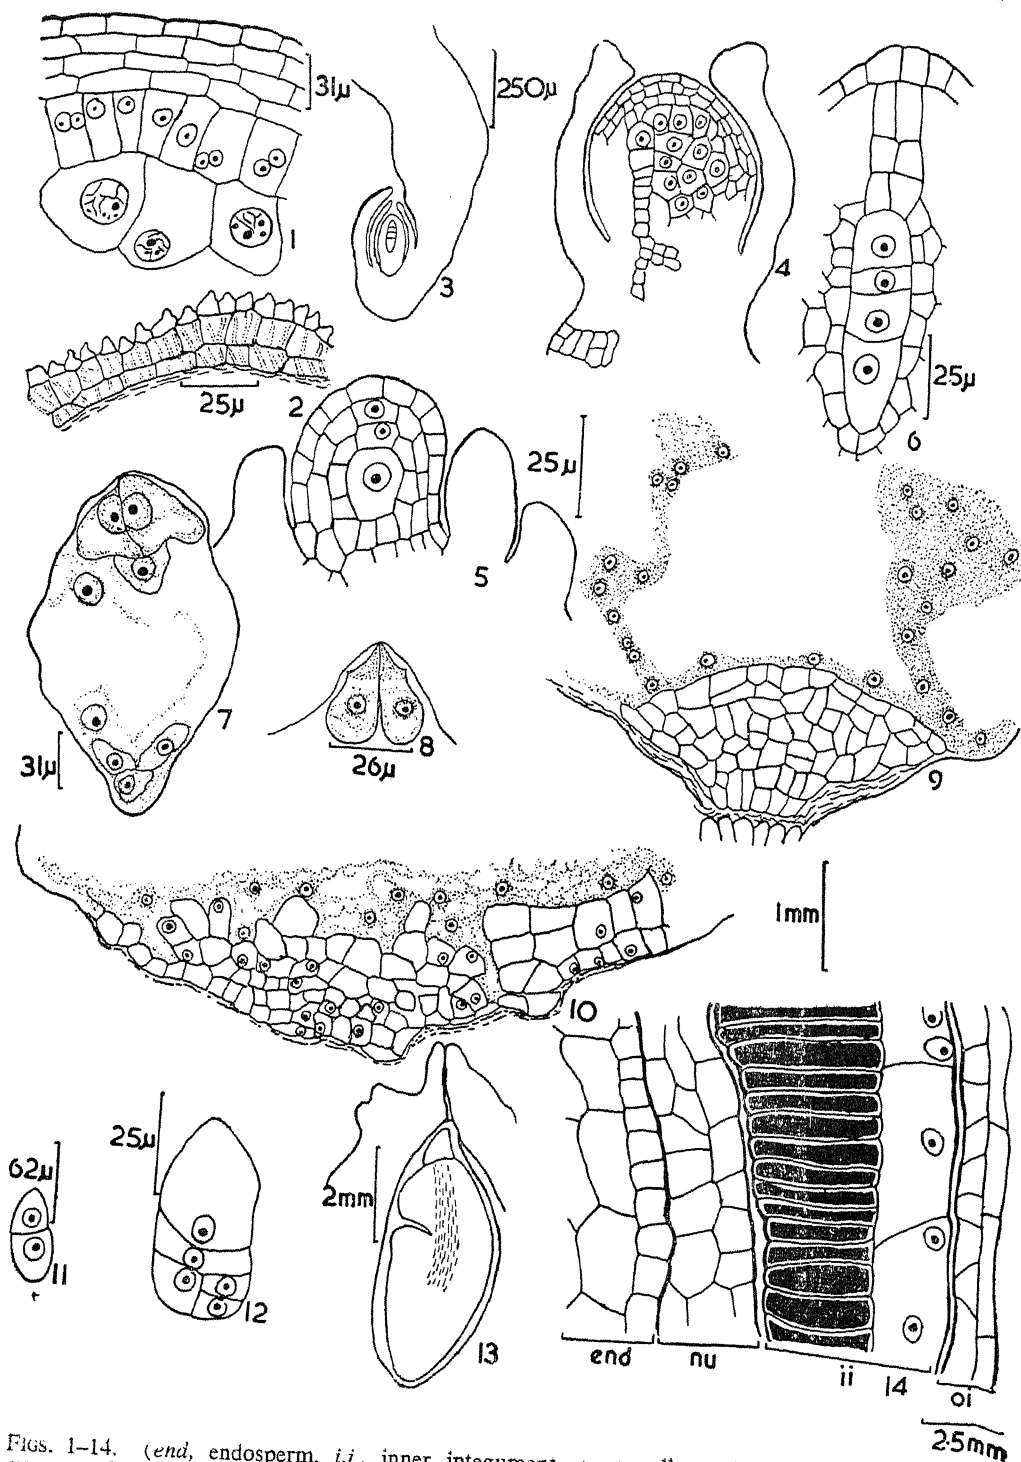 31μ
250μ
1
3
4
25μ
2
25μ
6
25μ
5
7
31μ
8
26μ
9
1mm
10
25μ
62μ
11
12
2mm
13
end
nu
ii
14
oi
2·5mm
FIGS. 1–14. (end, endosperm, i.i., inner integument